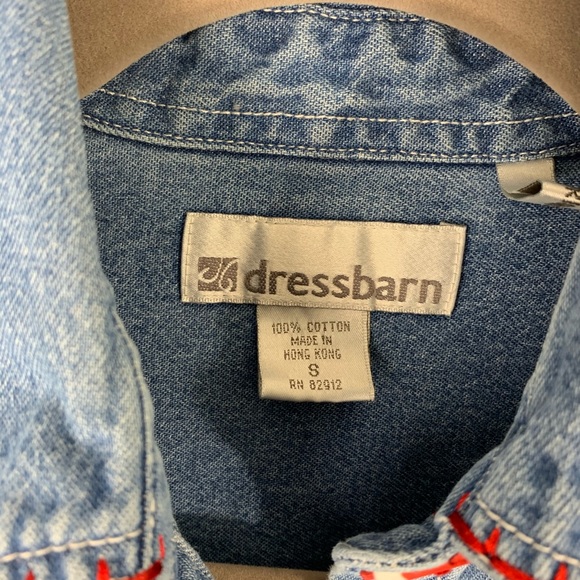 dressbarn
100% COTTON
MADE IN
HONG KONG
S
RN 82912